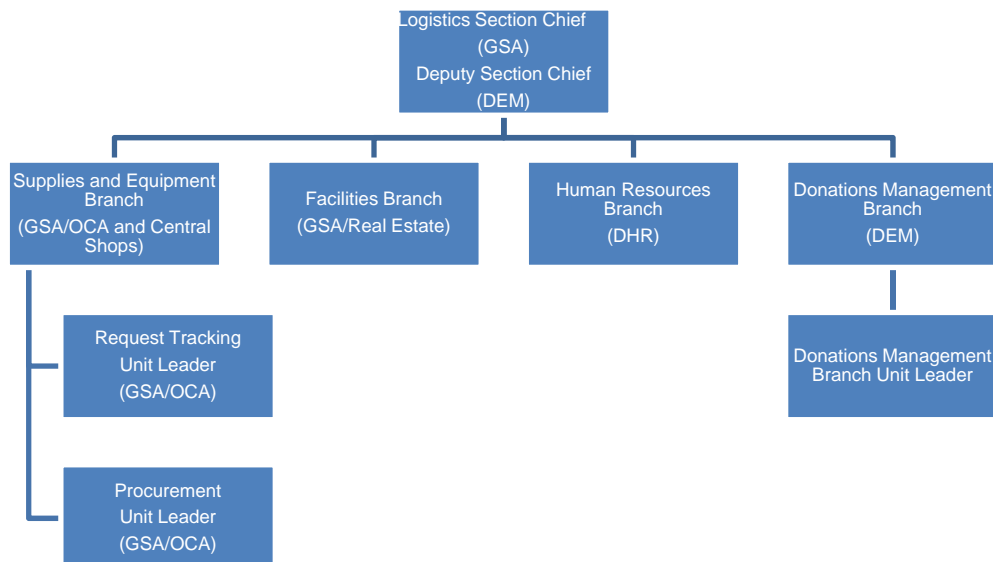 Logistics Section Chief
(GSA)
Deputy Section Chief
(DEM)
Supplies and Equipment
Branch
(GSA/OCA and Central
Shops)
Facilities Branch
(GSA/Real Estate)
Human Resources
Branch
(DHR)
Donations Management
Branch
(DEM)
Request Tracking
Unit Leader
(GSA/OCA)
Donations Management
Branch Unit Leader
Procurement
Unit Leader
(GSA/OCA)